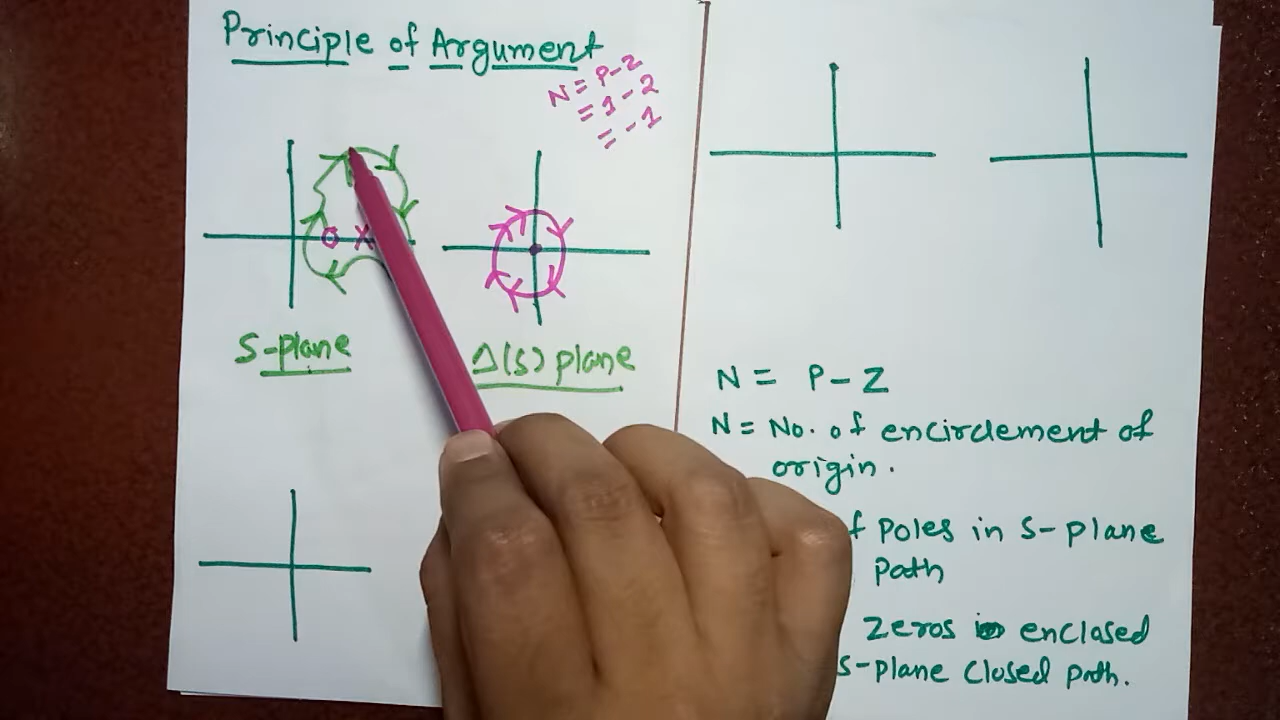 Principle of Argument
N = P-Z
= 1-2
= -1
S-plane
Δ(s) plane
N = P-Z
N = No. of encirclement of
origin.
f Poles in S-plane
Path
Zeros enclosed
S-plane Closed path.